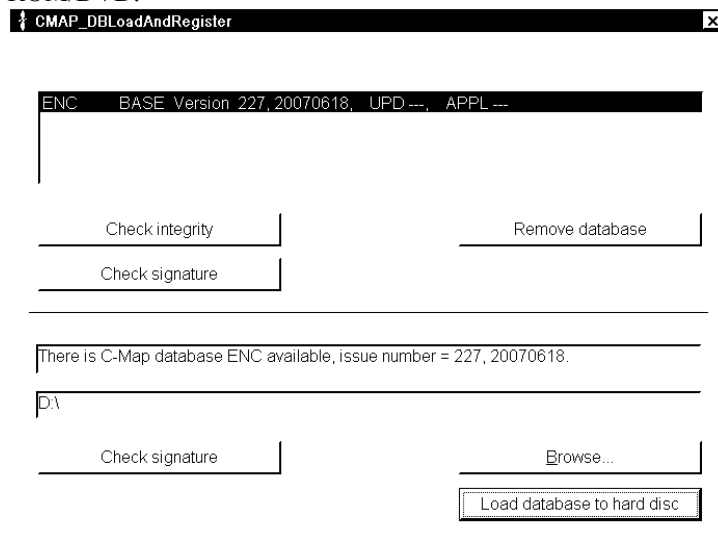 CMAP_DBLoadAndRegister
ENC BASE Version 227, 20070618, UPD ---, APPL ---
Check integrity Remove database
Check signature
There is C-Map database ENC available, issue number = 227, 20070618.
D:\
Check signature Browse...
Load database to hard disc